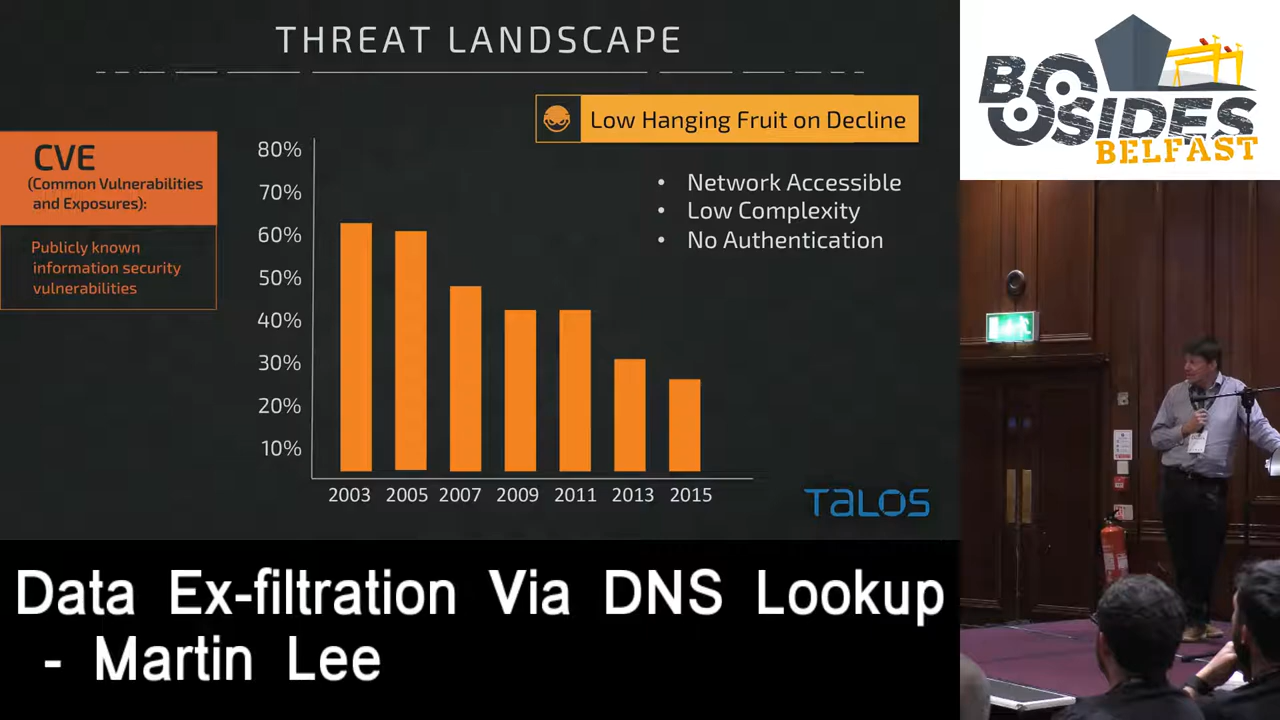 THREAT LANDSCAPE
Low Hanging Fruit on Decline
CVE
(Common Vulnerabilities
and Exposures):
Publicly known
information security
vulnerabilities
• Network Accessible
• Low Complexity
• No Authentication
80%
70%
60%
50%
40%
30%
20%
10%
2003 2005 2007 2009 2011 2013 2015
TALOS
BSIDES
BELFAST
Data Ex-filtration Via DNS Lookup
- Martin Lee